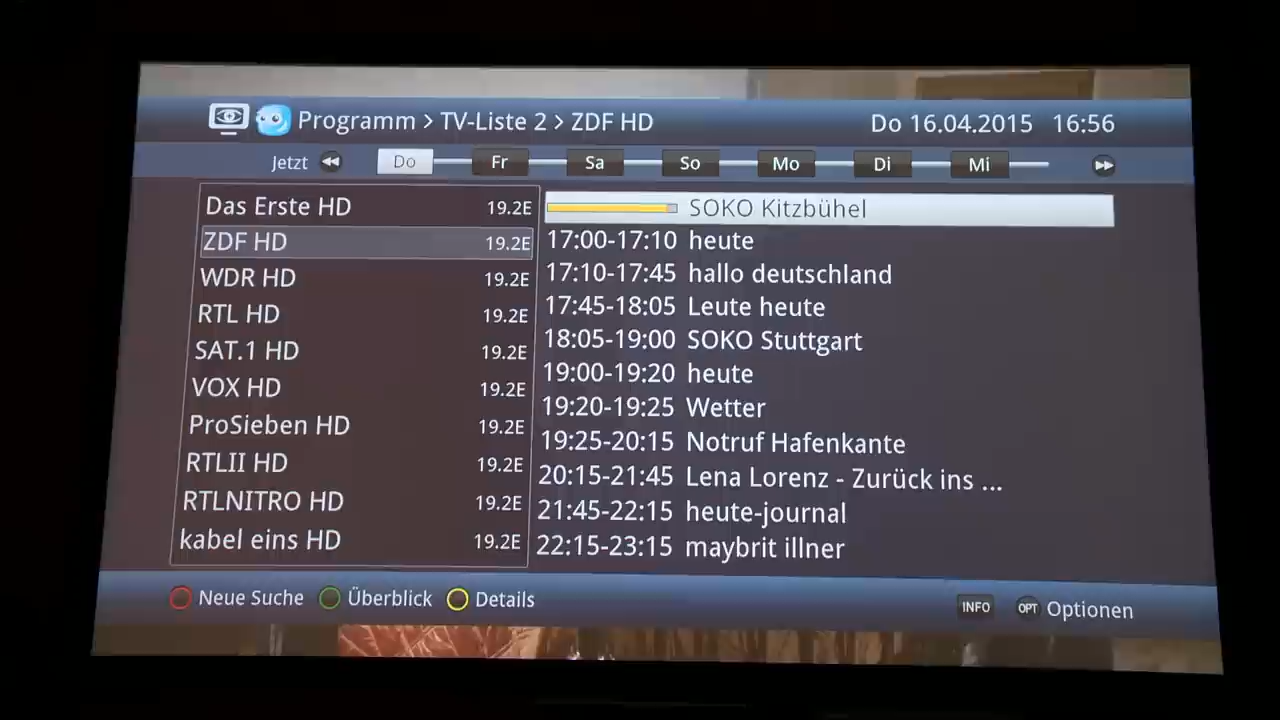 Programm > TV-Liste 2 > ZDF HD Do 16.04.2015 16:56
Jetzt Do Fr Sa So Mo Di Mi
Das Erste HD 19.2E SOKO Kitzbühel
ZDF HD 19.2E 17:00-17:10 heute
WDR HD 19.2E 17:10-17:45 hallo deutschland
RTL HD 19.2E 17:45-18:05 Leute heute
SAT.1 HD 19.2E 18:05-19:00 SOKO Stuttgart
VOX HD 19.2E 19:00-19:20 heute
ProSieben HD 19.2E 19:20-19:25 Wetter
RTLII HD 19.2E 19:25-20:15 Notruf Hafenkante
RTLNITRO HD 19.2E 20:15-21:45 Lena Lorenz - Zurück ins ...
kabel eins HD 19.2E 21:45-22:15 heute-journal
22:15-23:15 maybrit illner
Neue Suche Überblick Details INFO OPT Optionen